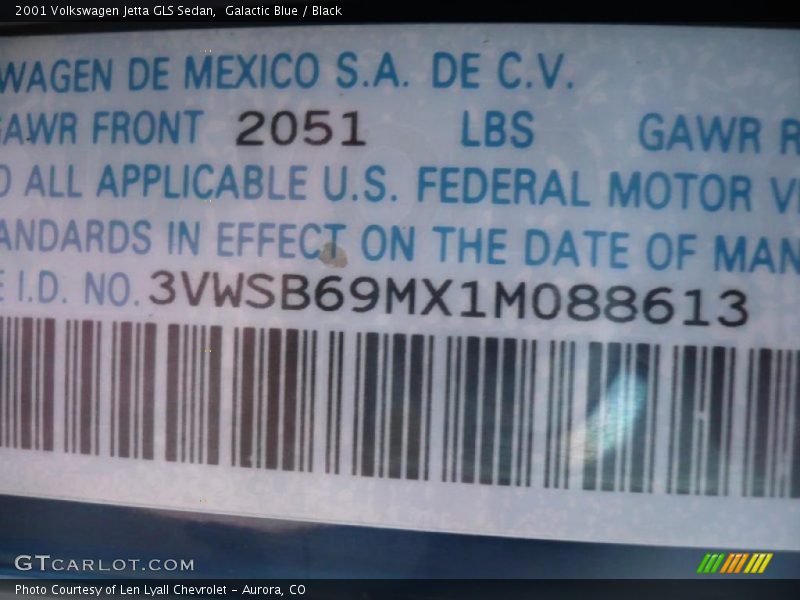 2001 Volkswagen Jetta GLS Sedan, Galactic Blue / Black
WAGEN DE MEXICO S.A. DE C.V.
GAWR FRONT 2051 LBS GAWR R
D ALL APPLICABLE U.S. FEDERAL MOTOR V
ANDARDS IN EFFECT ON THE DATE OF MAN
E I.D. NO. 3VWSB69MX1M088613
GTCARLOT.COM
Photo Courtesy of Len Lyall Chevrolet - Aurora, CO